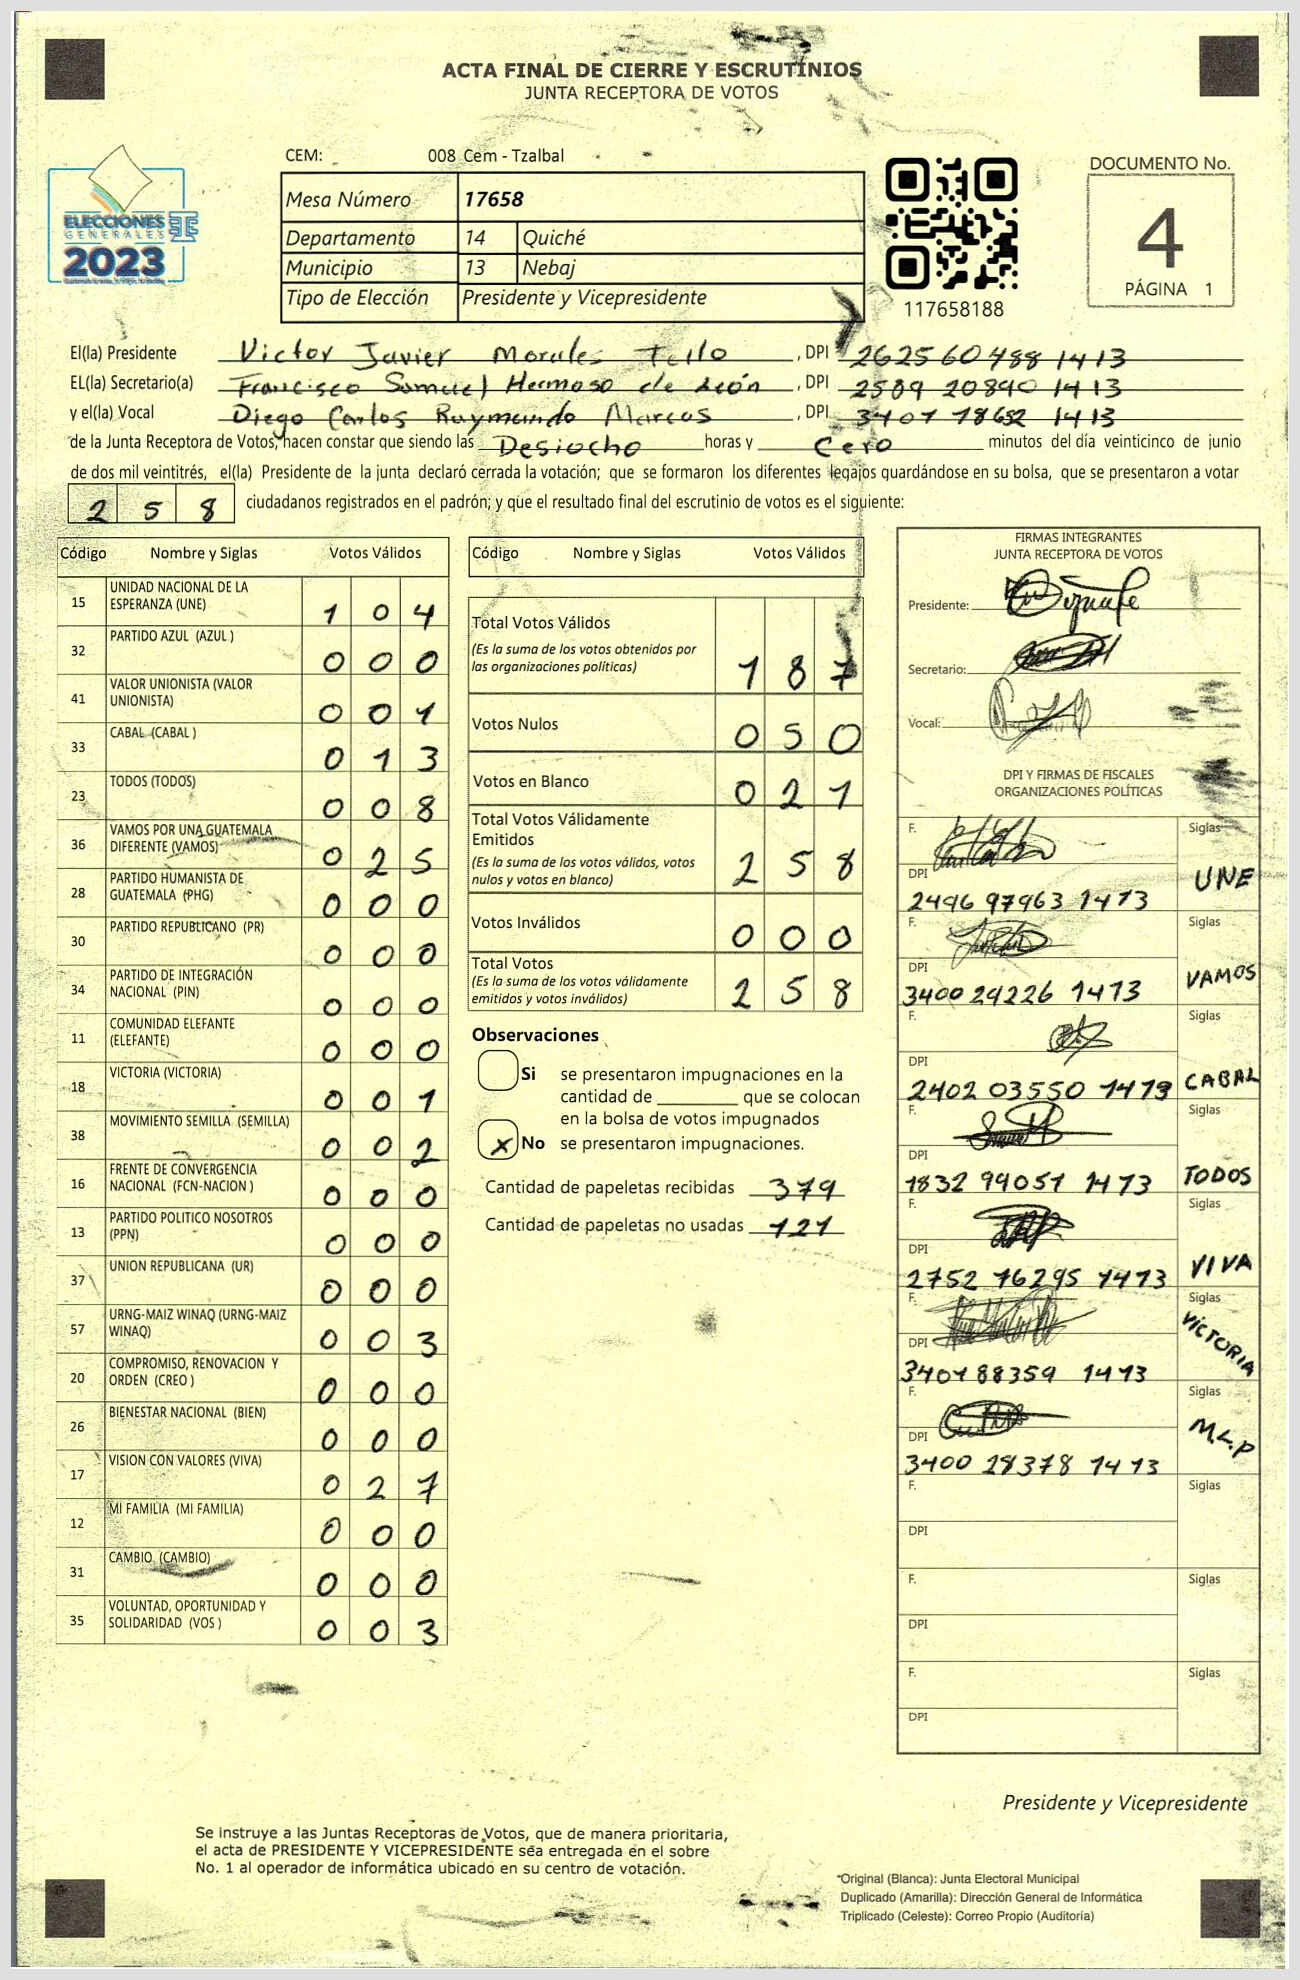 ACTA FINAL DE CIERRE Y ESCRUTINIOS
JUNTA RECEPTORA DE VOTOS
CEM: 008 Cem - Tzalbal
Mesa Número 17658
Departamento 14 Quiché
Municipio 13 Nebaj
Tipo de Elección Presidente y Vicepresidente
ELECCIONES
GENERALES
2023
117658188
DOCUMENTO No.
4
PÁGINA 1
El(la) Presidente Victor Javier Morales Tello, DPI 2625 60488 1413
EL(la) Secretario(a) Francisco Samuel Hermoso de León, DPI 2589 20890 1413
y el(la) Vocal Diego Carlos Raymundo Marcos, DPI 3401 78652 1413
de la Junta Receptora de Votos, hacen constar que siendo las Desiocho horas y Cero minutos del día veinticinco de junio
de dos mil veintitrés, el(la) Presidente de la junta declaró cerrada la votación; que se formaron los diferentes legajos guardándose en su bolsa, que se presentaron a votar
258 ciudadanos registrados en el padrón; y que el resultado final del escrutinio de votos es el siguiente:
Código Nombre y Siglas Votos Válidos
15 UNIDAD NACIONAL DE LA ESPERANZA (UNE) 1 0 4
32 PARTIDO AZUL (AZUL ) 0 0 0
41 VALOR UNIONISTA (VALOR UNIONISTA) 0 0 1
33 CABAL (CABAL ) 0 1 3
23 TODOS (TODOS) 0 0 8
36 VAMOS POR UNA GUATEMALA DIFERENTE (VAMOS) 0 2 5
28 PARTIDO HUMANISTA DE GUATEMALA (PHG) 0 0 0
30 PARTIDO REPUBLICANO (PR) 0 0 0
34 PARTIDO DE INTEGRACIÓN NACIONAL (PIN) 0 0 0
11 COMUNIDAD ELEFANTE (ELEFANTE) 0 0 0
18 VICTORIA (VICTORIA) 0 0 1
38 MOVIMIENTO SEMILLA (SEMILLA) 0 0 2
16 FRENTE DE CONVERGENCIA NACIONAL (FCN-NACION ) 0 0 0
13 PARTIDO POLITICO NOSOTROS (PPN) 0 0 0
37 UNION REPUBLICANA (UR) 0 0 0
57 URNG-MAIZ WINAQ (URNG-MAIZ WINAQ) 0 0 3
20 COMPROMISO, RENOVACION Y ORDEN (CREO ) 0 0 0
26 BIENESTAR NACIONAL (BIEN) 0 0 0
17 VISION CON VALORES (VIVA) 0 2 7
12 MI FAMILIA (MI FAMILIA) 0 0 0
31 CAMBIO (CAMBIO) 0 0 0
35 VOLUNTAD, OPORTUNIDAD Y SOLIDARIDAD (VOS ) 0 0 3
Código Nombre y Siglas Votos Válidos
Total Votos Válidos 1 8 7
(Es la suma de los votos obtenidos por
las organizaciones políticas)
Votos Nulos 0 5 0
Votos en Blanco 0 2 1
Total Votos Válidamente
Emitidos 2 5 8
(Es la suma de los votos válidos, votos
nulos y votos en blanco)
Votos Inválidos 0 0 0
Total Votos 2 5 8
(Es la suma de los votos válidamente
emitidos y votos inválidos)
Observaciones
Si se presentaron impugnaciones en la
cantidad de ________ que se colocan
en la bolsa de votos impugnados
x No se presentaron impugnaciones.
Cantidad de papeletas recibidas 379
Cantidad de papeletas no usadas 121
FIRMAS INTEGRANTES
JUNTA RECEPTORA DE VOTOS
Presidente:
Secretario:
Vocal:
DPI Y FIRMAS DE FISCALES
ORGANIZACIONES POLÍTICAS
F. Siglas
DPI 2496 97963 1413 UNE
F. Siglas
DPI 3400 29226 1413 VAMOS
F. Siglas
DPI 2402 03550 1413 CABAL
F. Siglas
DPI 1832 99051 1413 TODOS
F. Siglas
DPI 2752 76295 1413 VIVA
F. Siglas
DPI 3401 88359 1413 VICTORIA
F. Siglas
DPI 3400 28378 1413 M.L.P
F. Siglas
DPI
F. Siglas
DPI
F. Siglas
DPI
Presidente y Vicepresidente
Se instruye a las Juntas Receptoras de Votos, que de manera prioritaria,
el acta de PRESIDENTE Y VICEPRESIDENTE sea entregada en el sobre
No. 1 al operador de informática ubicado en su centro de votación.
*Original (Blanca): Junta Electoral Municipal
Duplicado (Amarilla): Dirección General de Informática
Triplicado (Celeste): Correo Propio (Auditoría)